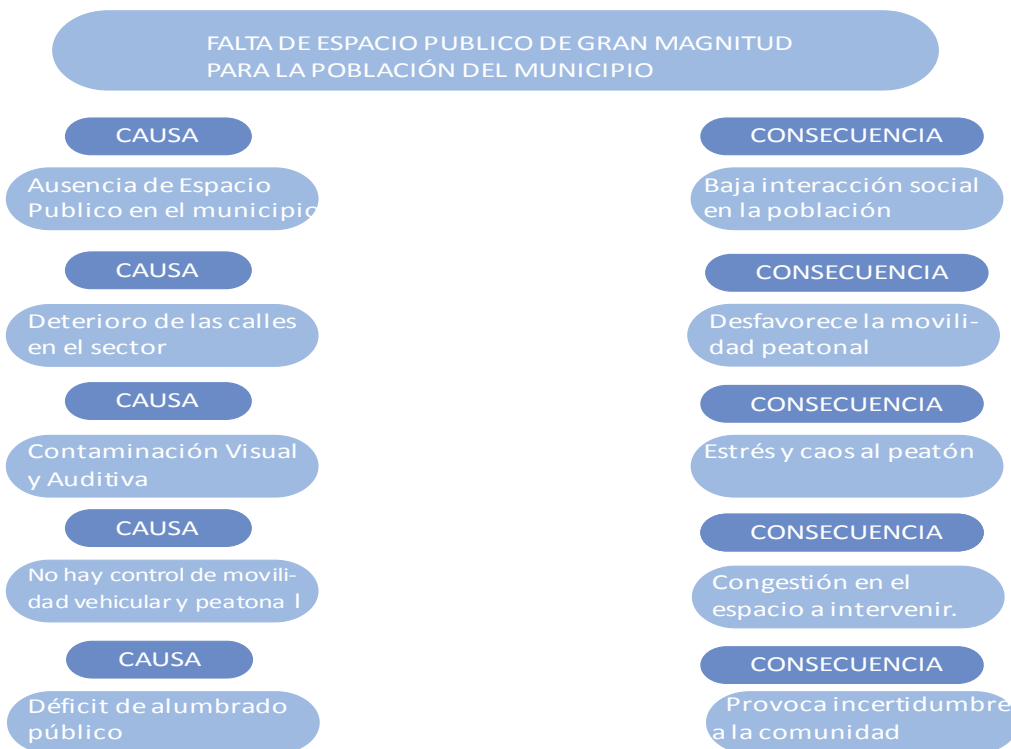 FALTA DE ESPACIO PUBLICO DE GRAN MAGNITUD
PARA LA POBLACIÓN DEL MUNICIPIO
CAUSA
CONSECUENCIA
Ausencia de Espacio
Publico en el municipio
Baja interacción social
en la población
CAUSA
CONSECUENCIA
Deterioro de las calles
en el sector
Desfavorece la movili-
dad peatonal
CAUSA
CONSECUENCIA
Contaminación Visual
y Auditiva
Estrés y caos al peatón
CAUSA
CONSECUENCIA
No hay control de movili-
dad vehicular y peatona l
Congestión en el
espacio a intervenir.
CAUSA
CONSECUENCIA
Déficit de alumbrado
público
Provoca incertidumbre
a la comunidad